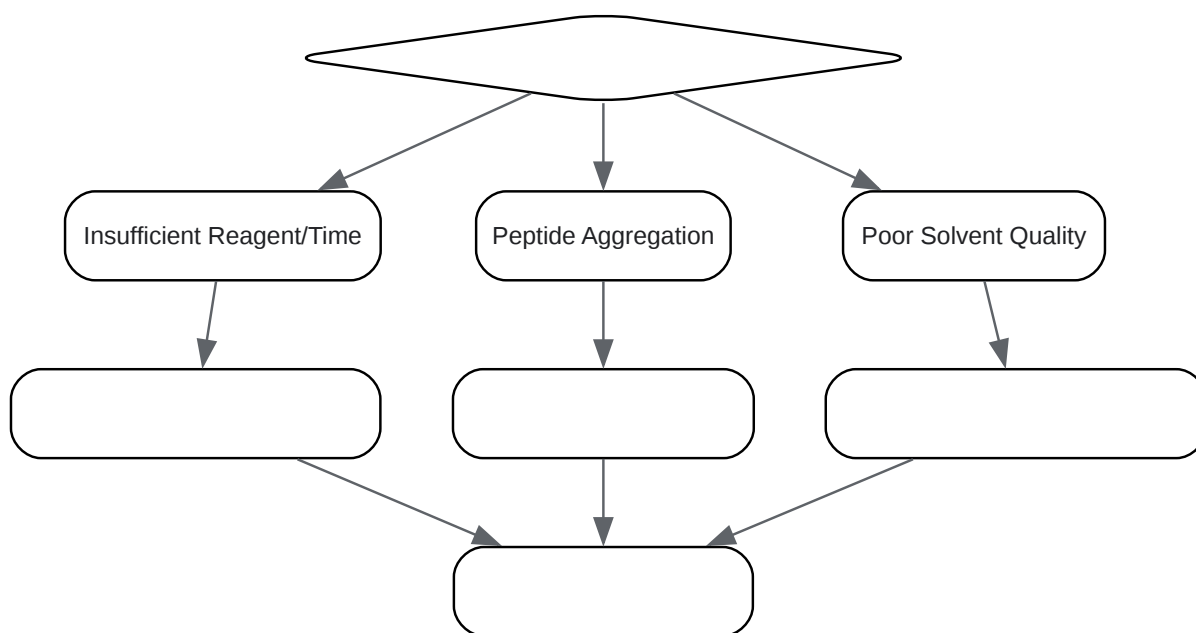 Insufficient Reagent/Time
Peptide Aggregation
Poor Solvent Quality